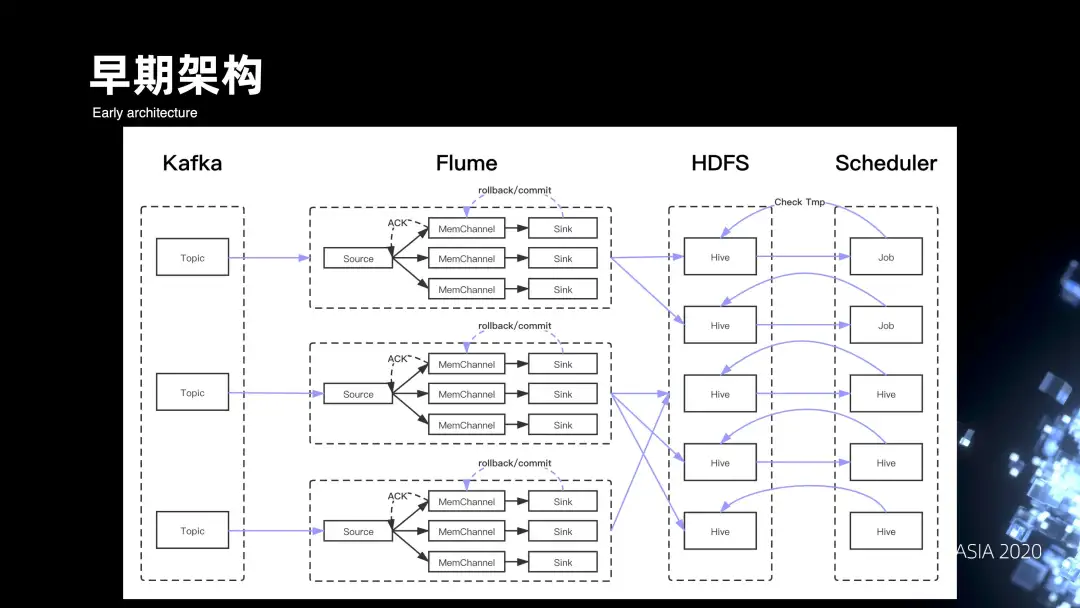 早期架构
Early architecture
Kafka
Flume
HDFS
Scheduler
rollback/commit
Check Tmp
ACK
MemChannel
Sink
Topic
Source
MemChannel
Sink
Hive
Job
MemChannel
Sink
rollback/commit
Hive
Job
ACK
MemChannel
Sink
Topic
Source
MemChannel
Sink
Hive
Hive
MemChannel
Sink
rollback/commit
Hive
Hive
ACK
MemChannel
Sink
Topic
Source
MemChannel
Sink
Hive
Hive
MemChannel
Sink
ASIA 2020